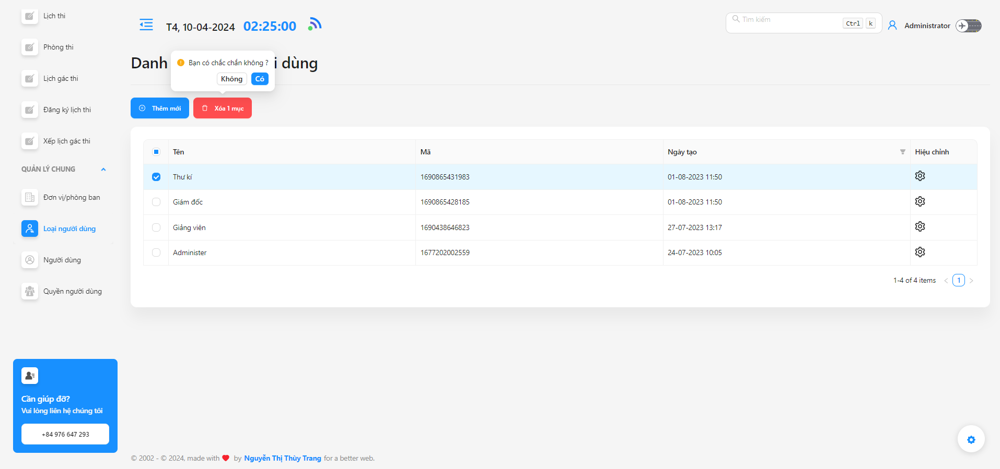 Lịch thi
Phòng thi
Lịch gác thi
Đăng ký lịch thi
Xếp lịch gác thi
QUẢN LÝ CHUNG
Đơn vị/phòng ban
Loại người dùng
Người dùng
Quyền người dùng
Cần giúp đỡ?
Vui lòng liên hệ chúng tôi
+84 976 647 293
T4, 10-04-2024 02:25:00
Tìm kiếm Ctrl k
Administrator
Danh i dùng
Bạn có chắc chắn không ?
Không Có
Thêm mới Xóa 1 mục
Tên Mã Ngày tạo Hiệu chỉnh
Thư kí 1690865431983 01-08-2023 11:50
Giám đốc 1690865428185 01-08-2023 11:50
Giảng viên 1690438646823 27-07-2023 13:17
Administer 1677202002559 24-07-2023 10:05
1-4 of 4 items < 1 >
© 2002 - © 2024, made with by Nguyễn Thị Thùy Trang for a better web.